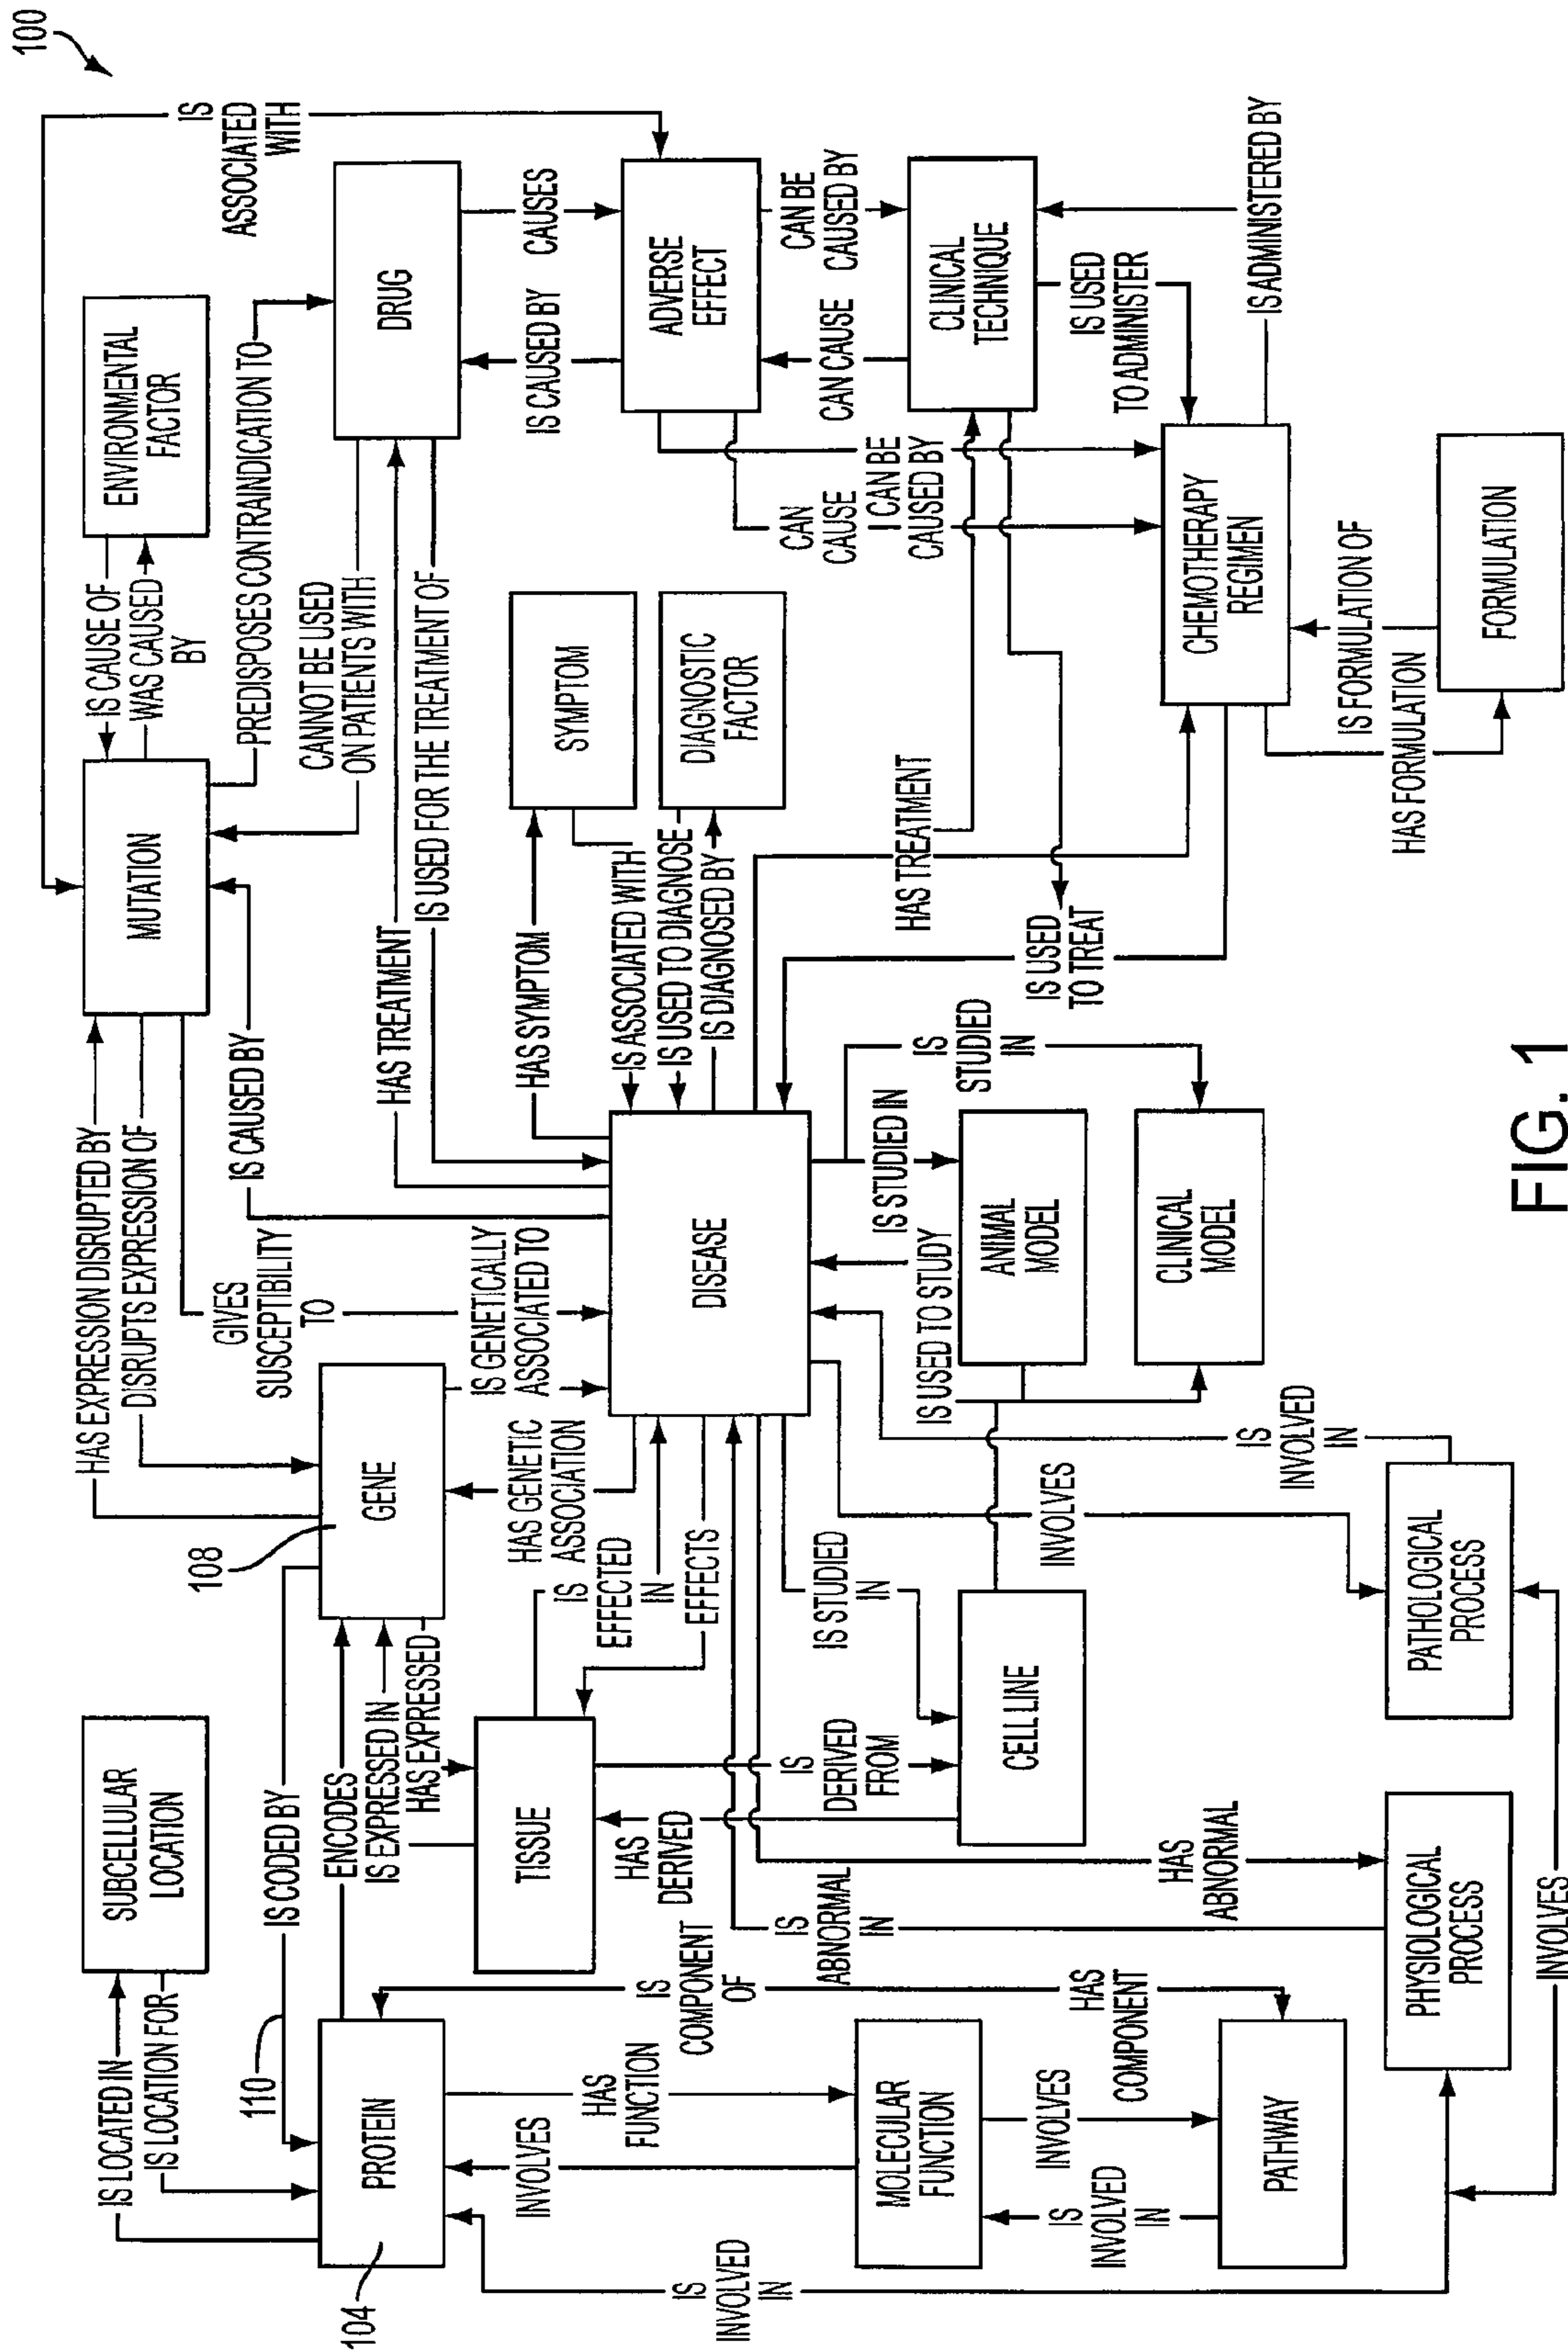 100
IS
ASSOCIATED
WITH
ENVIRONMENTAL
FACTOR
IS CAUSE OF
WAS CAUSED
BY
MUTATION
PREDISPOSES CONTRAINDICATION TO
CANNOT BE USED
ON PATIENTS WITH
DRUG
CAUSES
IS CAUSED BY
ADVERSE
EFFECT
CAN BE
CAUSED BY
CAN CAUSE
CLINICAL
TECHNIQUE
IS USED
TO ADMINISTER
IS ADMINISTERED BY
CAN
CAUSE
CAN BE
CAUSED BY
CHEMOTHERAPY
REGIMEN
IS FORMULATION OF
HAS FORMULATION
FORMULATION
HAS TREATMENT
IS USED FOR THE TREATMENT OF
SYMPTOM
DIAGNOSTIC
FACTOR
HAS SYMPTOM
IS ASSOCIATED WITH
IS USED TO DIAGNOSE
IS DIAGNOSED BY
HAS TREATMENT
IS USED
TO TREAT
HAS EXPRESSION DISRUPTED BY
DISRUPTS EXPRESSION OF
GIVES
SUSCEPTIBILITY
TO
IS CAUSED BY
IS GENETICALLY
ASSOCIATED TO
DISEASE
IS STUDIED IN
IS
STUDIED
IN
IS USED TO STUDY
ANIMAL
MODEL
CLINICAL
MODEL
108
GENE
HAS GENETIC
ASSOCIATION
IS
EFFECTED
IN
EFFECTS
IS STUDIED
IN
INVOLVES
IS
INVOLVED
IN
SUBCELLULAR
LOCATION
IS LOCATED IN
IS LOCATION FOR
110
IS CODED BY
ENCODES
IS EXPRESSED IN
HAS EXPRESSED
TISSUE
HAS
DERIVED
IS
DERIVED
FROM
CELL LINE
PATHOLOGICAL
PROCESS
IS
ABNORMAL
IN
HAS
ABNORMAL
PHYSIOLOGICAL
PROCESS
INVOLVES
104
PROTEIN
HAS
FUNCTION
INVOLVES
IS
COMPONENT
OF
HAS
COMPONENT
MOLECULAR
FUNCTION
INVOLVES
IS
INVOLVED
IN
PATHWAY
IS
INVOLVED
IN
FIG. 1